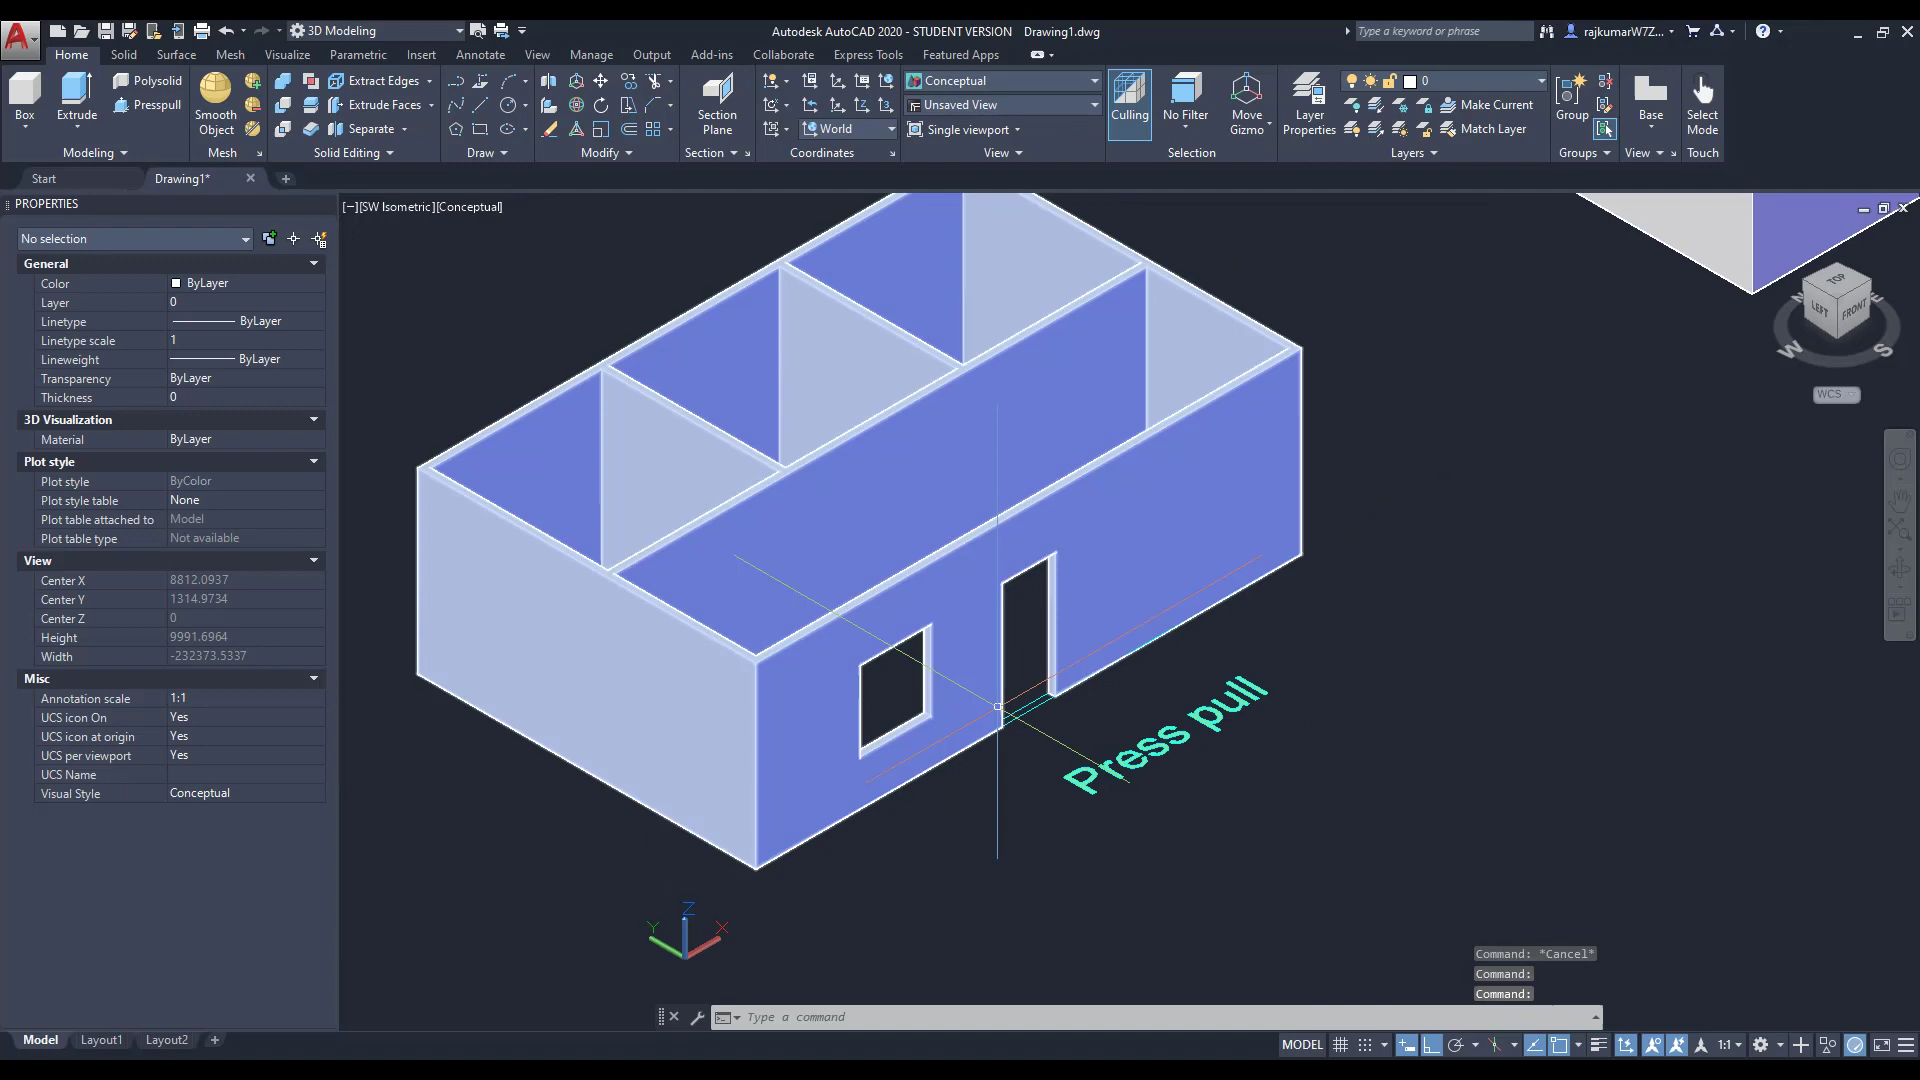 3D Modeling
Autodesk AutoCAD 2020 - STUDENT VERSION Drawing1.dwg
Type a keyword or phrase
rajkumarW7Z...
Home Solid Surface Mesh Visualize Parametric Insert Annotate View Manage Output Add-ins Collaborate Express Tools Featured Apps
Box
Extrude
Polysolid
Presspull
Modeling
Smooth Object
Mesh
Extract Edges
Extrude Faces
Separate
Solid Editing
Draw
Modify
Section Plane
Section
World
Coordinates
Conceptual
Unsaved View
Single viewport
View
Culling
No Filter
Move Gizmo
Selection
Layer Properties
0
Make Current
Match Layer
Layers
Group
Groups
Base
View
Select Mode
Touch
Start
Drawing1*
PROPERTIES
No selection
General
Color ByLayer
Layer 0
Linetype ByLayer
Linetype scale 1
Lineweight ByLayer
Transparency ByLayer
Thickness 0
3D Visualization
Material ByLayer
Plot style
Plot style ByColor
Plot style table None
Plot table attached to Model
Plot table type Not available
View
Center X 8812.0937
Center Y 1314.9734
Center Z 0
Height 9991.6964
Width -232373.5337
Misc
Annotation scale 1:1
UCS icon On Yes
UCS icon at origin Yes
UCS per viewport Yes
UCS Name
Visual Style Conceptual
[−][SW Isometric][Conceptual]
TOP
LEFT
FRONT
N
E
W
S
WCS
Press pull
Z
Y
X
Command: *Cancel*
Command:
Command:
Type a command
Model Layout1 Layout2
MODEL
1:1